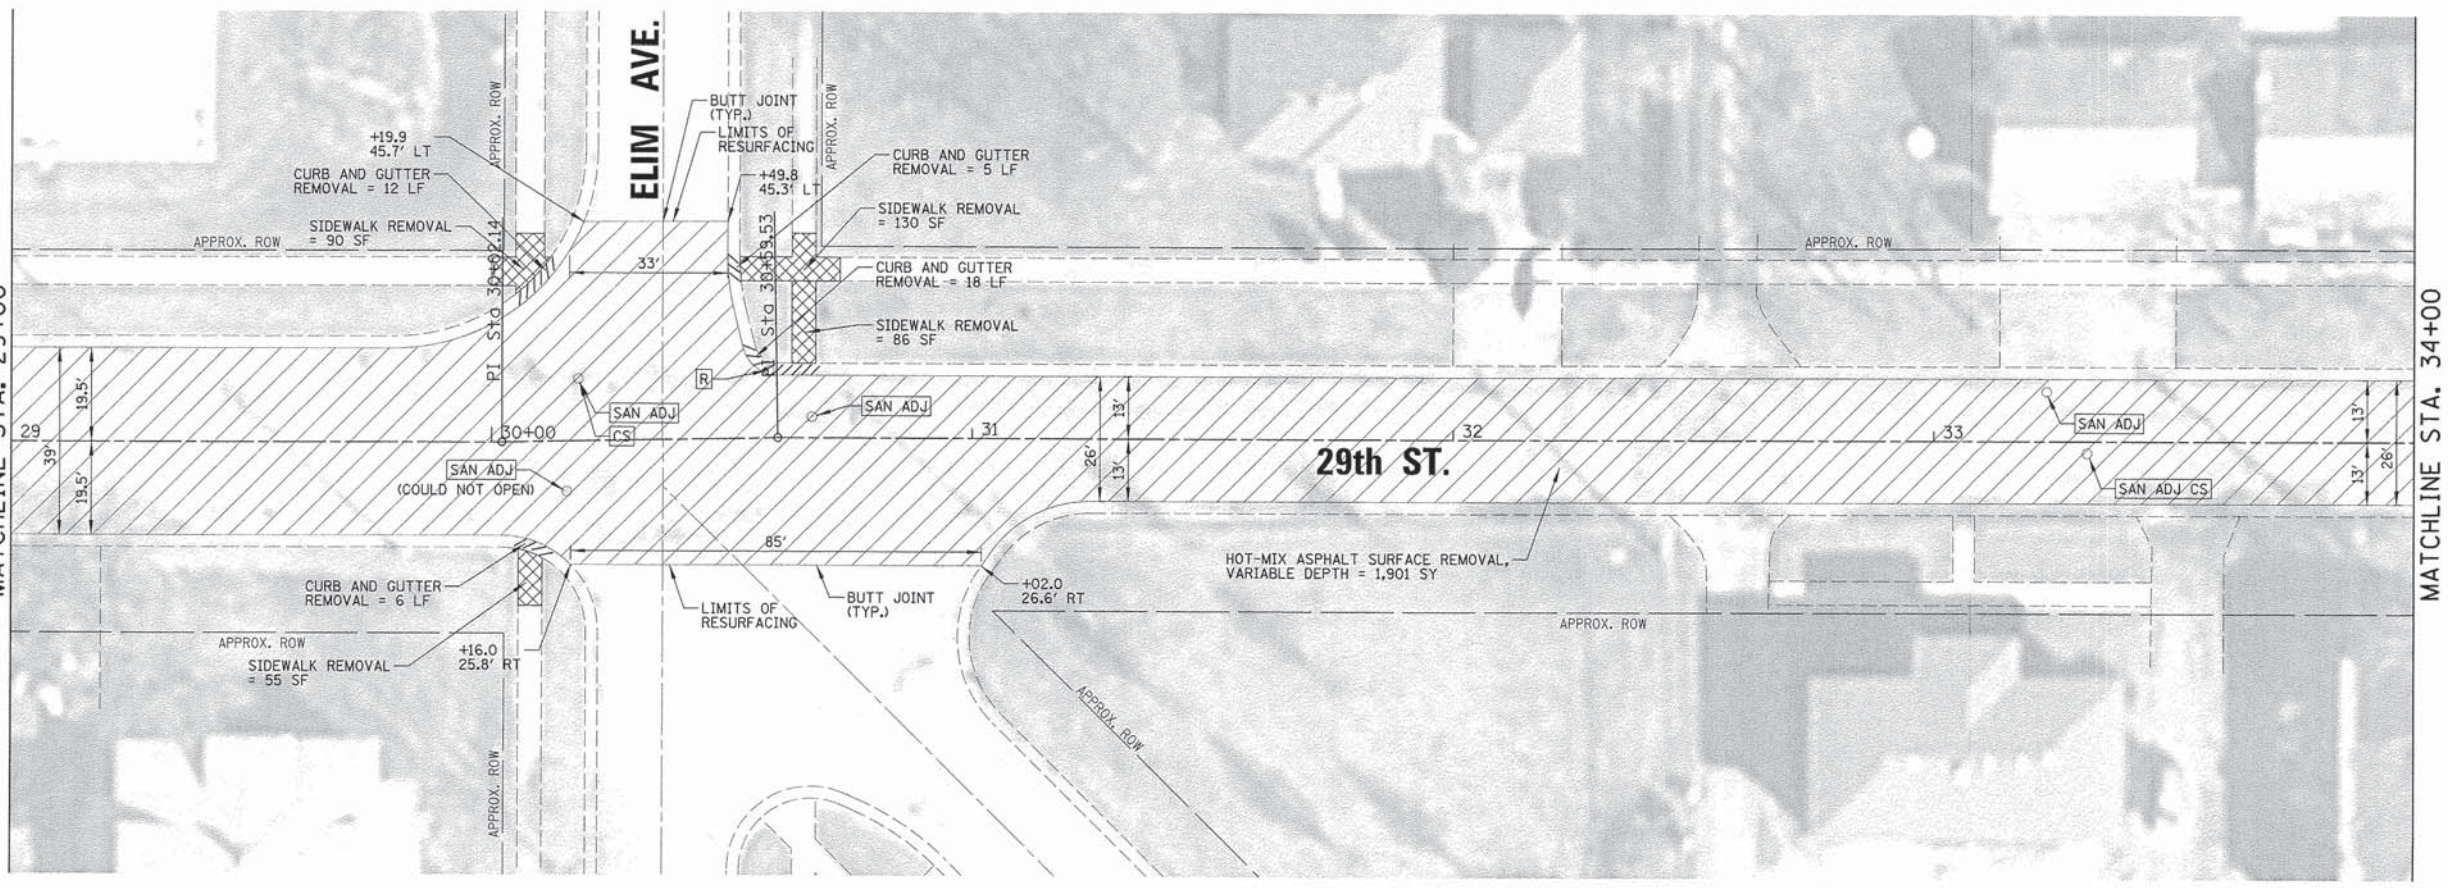 ELIM AVE.
BUTT JOINT
(TYP.)
LIMITS OF
RESURFACING
APPROX. ROW
APPROX. ROW
+19.9
45.7' LT
CURB AND GUTTER
REMOVAL = 12 LF
SIDEWALK REMOVAL
= 90 SF
APPROX. ROW
PI Sta 30+02.14
+49.8
45.3' LT
PI Sta 30+59.53
CURB AND GUTTER
REMOVAL = 5 LF
SIDEWALK REMOVAL
= 130 SF
CURB AND GUTTER
REMOVAL = 18 LF
SIDEWALK REMOVAL
= 86 SF
APPROX. ROW
33'
R
SAN ADJ
CS
SAN ADJ
SAN ADJ
(COULD NOT OPEN)
29
30+00
31
32
33
39'
19.5'
19.5'
26'
13'
13'
29th ST.
SAN ADJ
SAN ADJ CS
13'
13'
26'
MATCHLINE STA. 34+00
85'
HOT-MIX ASPHALT SURFACE REMOVAL,
VARIABLE DEPTH = 1,901 SY
CURB AND GUTTER
REMOVAL = 6 LF
LIMITS OF
RESURFACING
BUTT JOINT
(TYP.)
+02.0
26.6' RT
APPROX. ROW
APPROX. ROW
SIDEWALK REMOVAL
= 55 SF
+16.0
25.8' RT
APPROX. ROW
APPROX. ROW